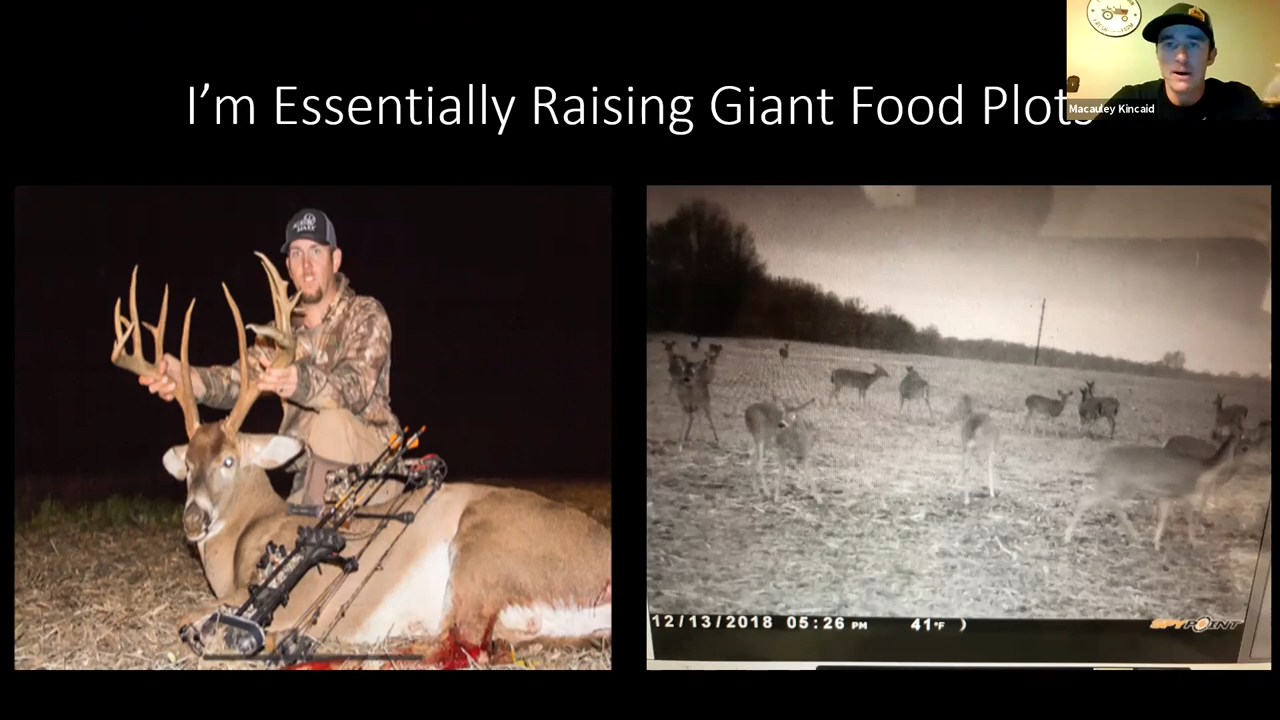 I'm Essentially Raising Giant Food Plots
Macauley Kincaid
12/13/2018 05:26 PM 41°F )
SPYPOINT